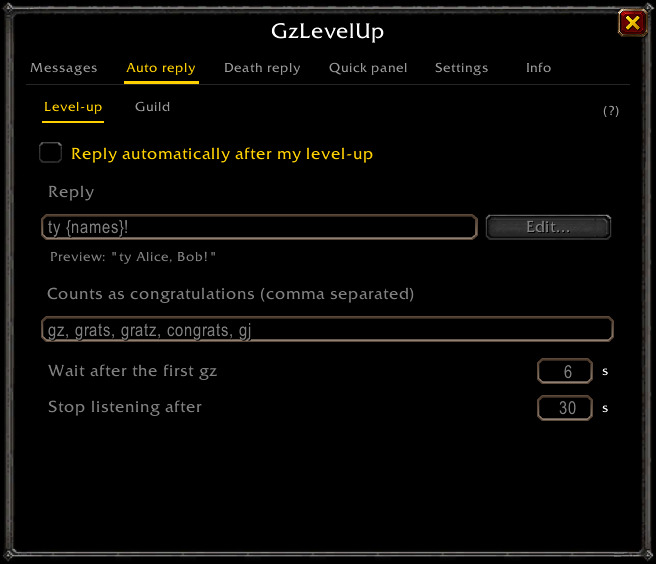 GzLevelUp
Messages Auto reply Death reply Quick panel Settings Info
Level-up Guild (?)
Reply automatically after my level-up
Reply
ty {names}! Edit...
Preview: "ty Alice, Bob!"
Counts as congratulations (comma separated)
gz, grats, gratz, congrats, gj
Wait after the first gz 6 s
Stop listening after 30 s